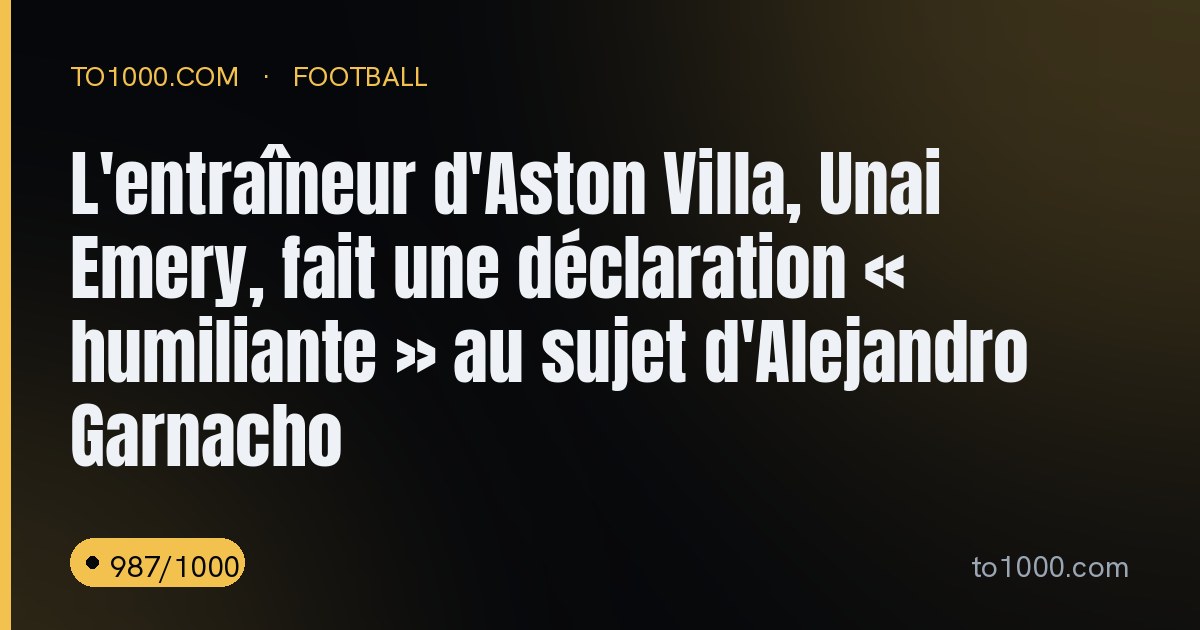 TO1000.COM · FOOTBALL
L'entraîneur d'Aston Villa, Unai
Emery, fait une déclaration «
humiliante » au sujet d'Alejandro
Garnacho
987/1000
to1000.com